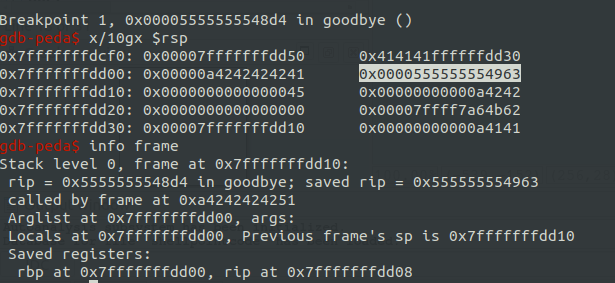 Breakpoint 1, 0x00005555555548d4 in goodbye ()
gdb-peda$ x/10gx $rsp
0x7fffffffdcf0: 0x00007fffffffdd50 0x414141ffffffdd30
0x7fffffffdd00: 0x00000a4242424241 0x0000555555554963
0x7fffffffdd10: 0x0000000000000045 0x00000000000a4242
0x7fffffffdd20: 0x0000000000000000 0x00007ffff7a64b62
0x7fffffffdd30: 0x00007fffffffdd10 0x00000000000a4141
gdb-peda$ info frame
Stack level 0, frame at 0x7fffffffdd10:
rip = 0x5555555548d4 in goodbye; saved rip = 0x555555554963
called by frame at 0xa4242424251
Arglist at 0x7fffffffdd00, args:
Locals at 0x7fffffffdd00, Previous frame's sp is 0x7fffffffdd10
Saved registers:
rbp at 0x7fffffffdd00, rip at 0x7fffffffdd08